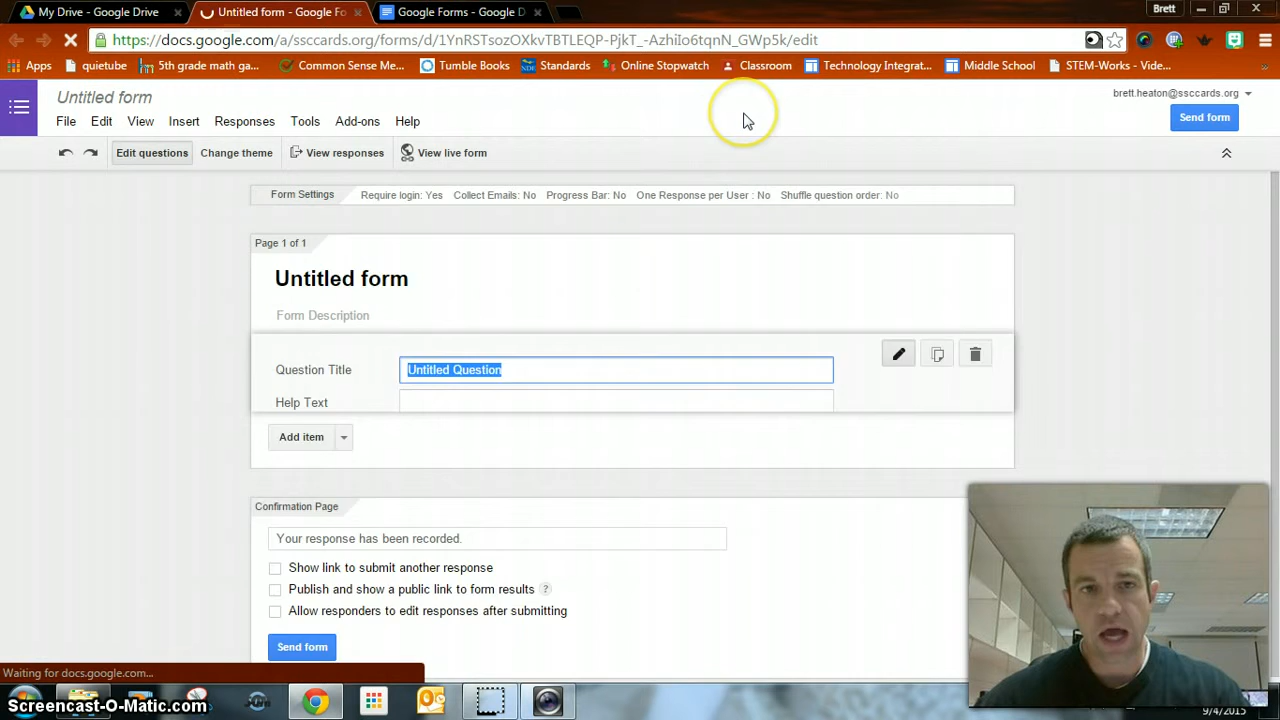 My Drive - Google Drive
Untitled form - Google Fo
Google Forms - Google D
Brett
https://docs.google.com/a/ssccards.org/forms/d/1YnRSTsozOXkvTBTLEQP-PjkT_-AzhiIo6tqnN_GWp5k/edit
Apps
quietube
5th grade math ga...
Common Sense Me...
Tumble Books
Standards
Online Stopwatch
Classroom
Technology Integrat...
Middle School
STEM-Works - Vide...
Untitled form
brett.heaton@ssccards.org
File Edit View Insert Responses Tools Add-ons Help
Send form
Edit questions
Change theme
View responses
View live form
Form Settings
Require login: Yes
Collect Emails: No
Progress Bar: No
One Response per User : No
Shuffle question order: No
Page 1 of 1
Untitled form
Form Description
Question Title
Untitled Question
Help Text
Add item
Confirmation Page
Your response has been recorded.
Show link to submit another response
Publish and show a public link to form results ?
Allow responders to edit responses after submitting
Send form
Waiting for docs.google.com...
Screencast-O-Matic.com
9/4/2015